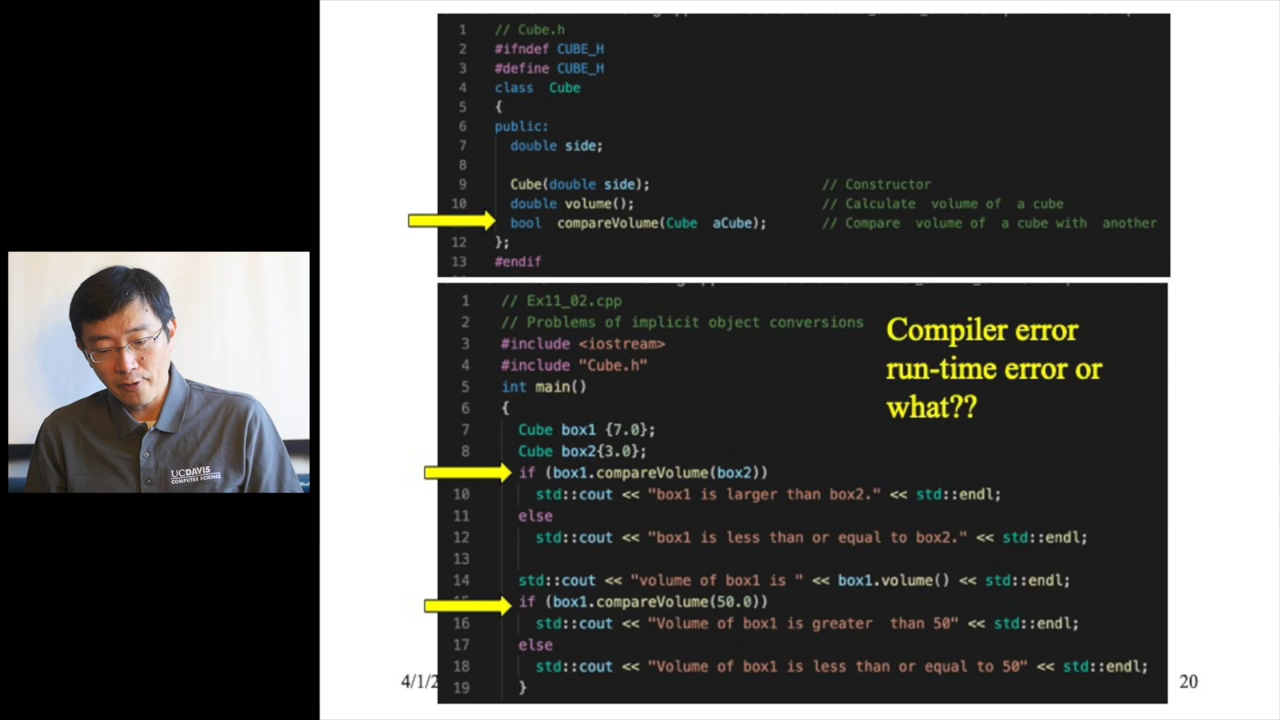 1 // Cube.h
2 #ifndef CUBE_H
3 #define CUBE_H
4 class Cube
5 {
6 public:
7 double side;
8
9 Cube(double side); // Constructor
10 double volume(); // Calculate volume of a cube
bool compareVolume(Cube aCube); // Compare volume of a cube with another
12 };
13 #endif
1 // Ex11_02.cpp
2 // Problems of implicit object conversions
3 #include <iostream>
4 #include "Cube.h"
5 int main()
6 {
7 Cube box1 {7.0};
8 Cube box2{3.0};
if (box1.compareVolume(box2))
10 std::cout << "box1 is larger than box2." << std::endl;
11 else
12 std::cout << "box1 is less than or equal to box2." << std::endl;
13
14 std::cout << "volume of box1 is " << box1.volume() << std::endl;
if (box1.compareVolume(50.0))
16 std::cout << "Volume of box1 is greater  than 50" << std::endl;
17 else
18 std::cout << "Volume of box1 is less than or equal to 50" << std::endl;
19 }
Compiler error
run-time error or
what??
UCDAVIS
COMPUTER SCIENCE
4/1/2
20